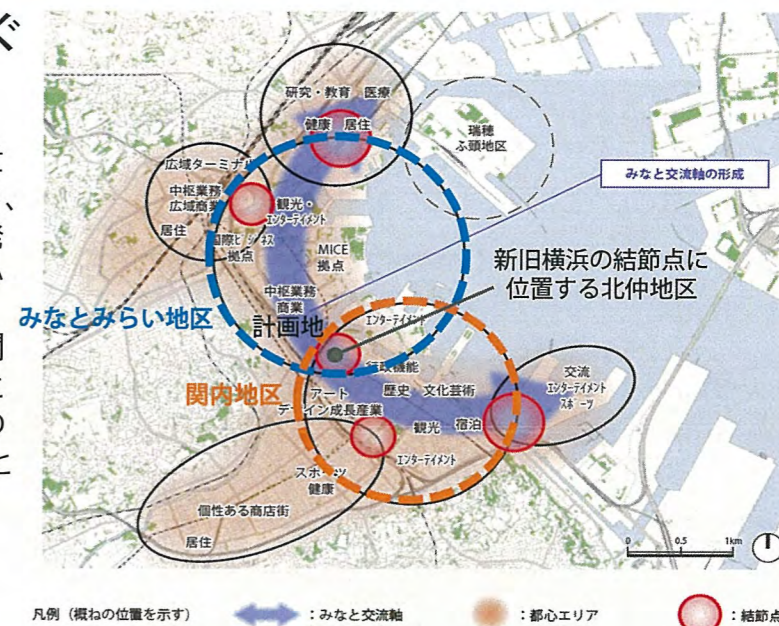 ぐ
研究・教育　医療
健康　居住
瑞穂
ふ頭地区
広域ターミナル
中枢業務
広域商業
居住
観光・
エンターテイメント
国際ビジネス
拠点
MICE
拠点
みなと交流軸の形成
新旧横浜の結節点に
位置する北仲地区
中枢業務
商業
みなとみらい地区
計画地
エンターテイメント
行政機能
関内地区
アート
デザイン成長産業
歴史　文化芸術
観光　宿泊
交流
エンターテイメント
スポーツ
エンターテイメント
スポーツ
健康
個性ある商店街
居住
0　0.5　1km
凡例（概ねの位置を示す）　：みなと交流軸　：都心エリア　：結節点